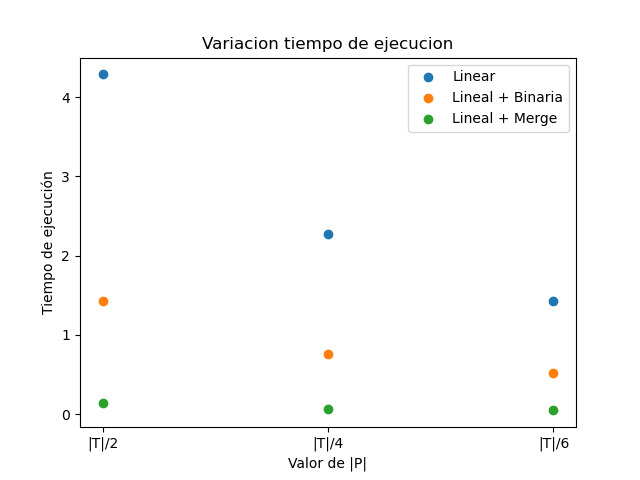 Variacion tiempo de ejecucion
Linear
Lineal + Binaria
Lineal + Merge
Tiempo de ejecución
4
3
2
1
0
|T|/2
|T|/4
|T|/6
Valor de |P|